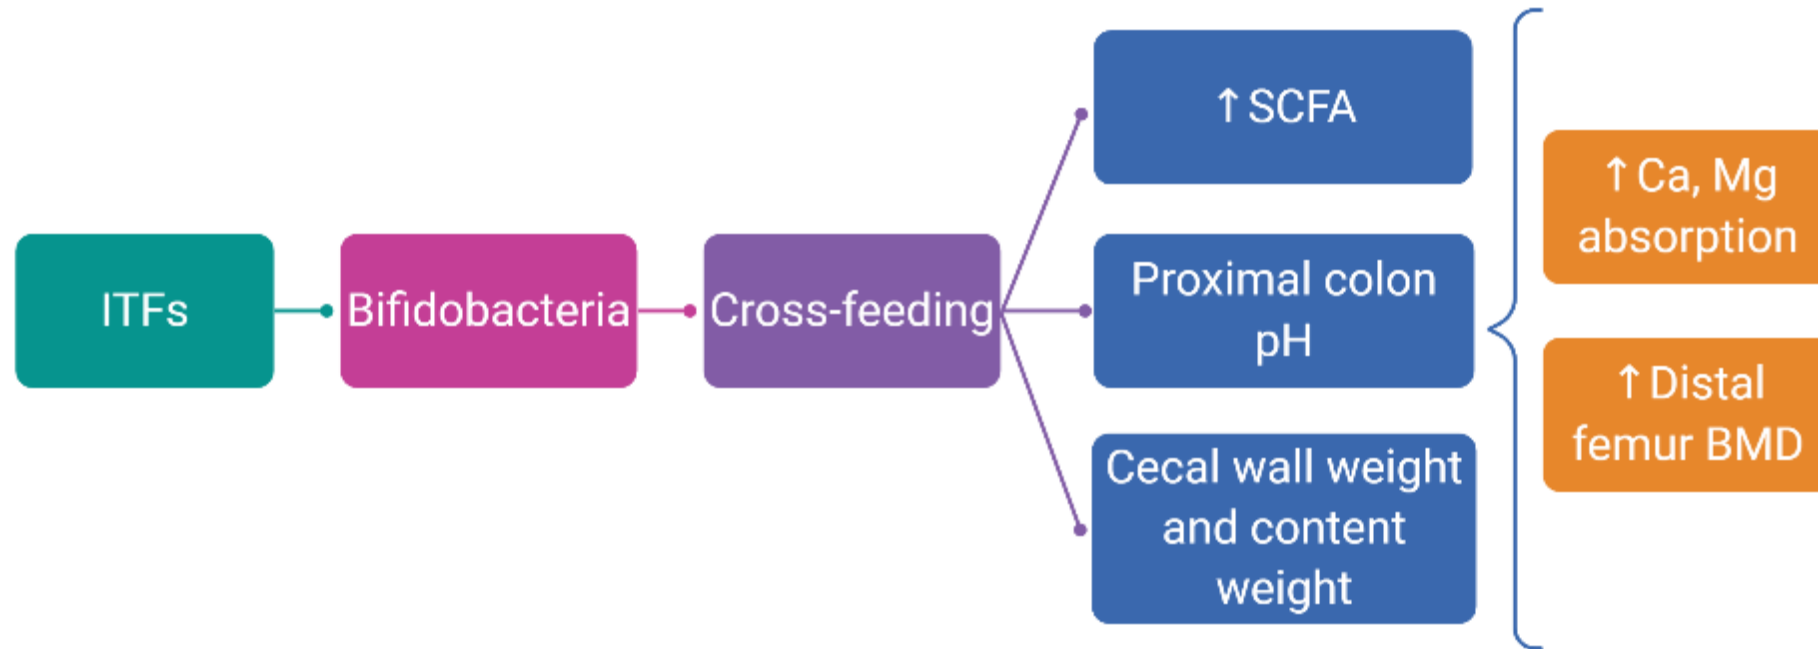 ITFs
Bifidobacteria
Cross-feeding
↑ SCFA
Proximal colon
pH
Cecal wall weight
and content
weight
↑ Ca, Mg
absorption
↑ Distal
femur BMD